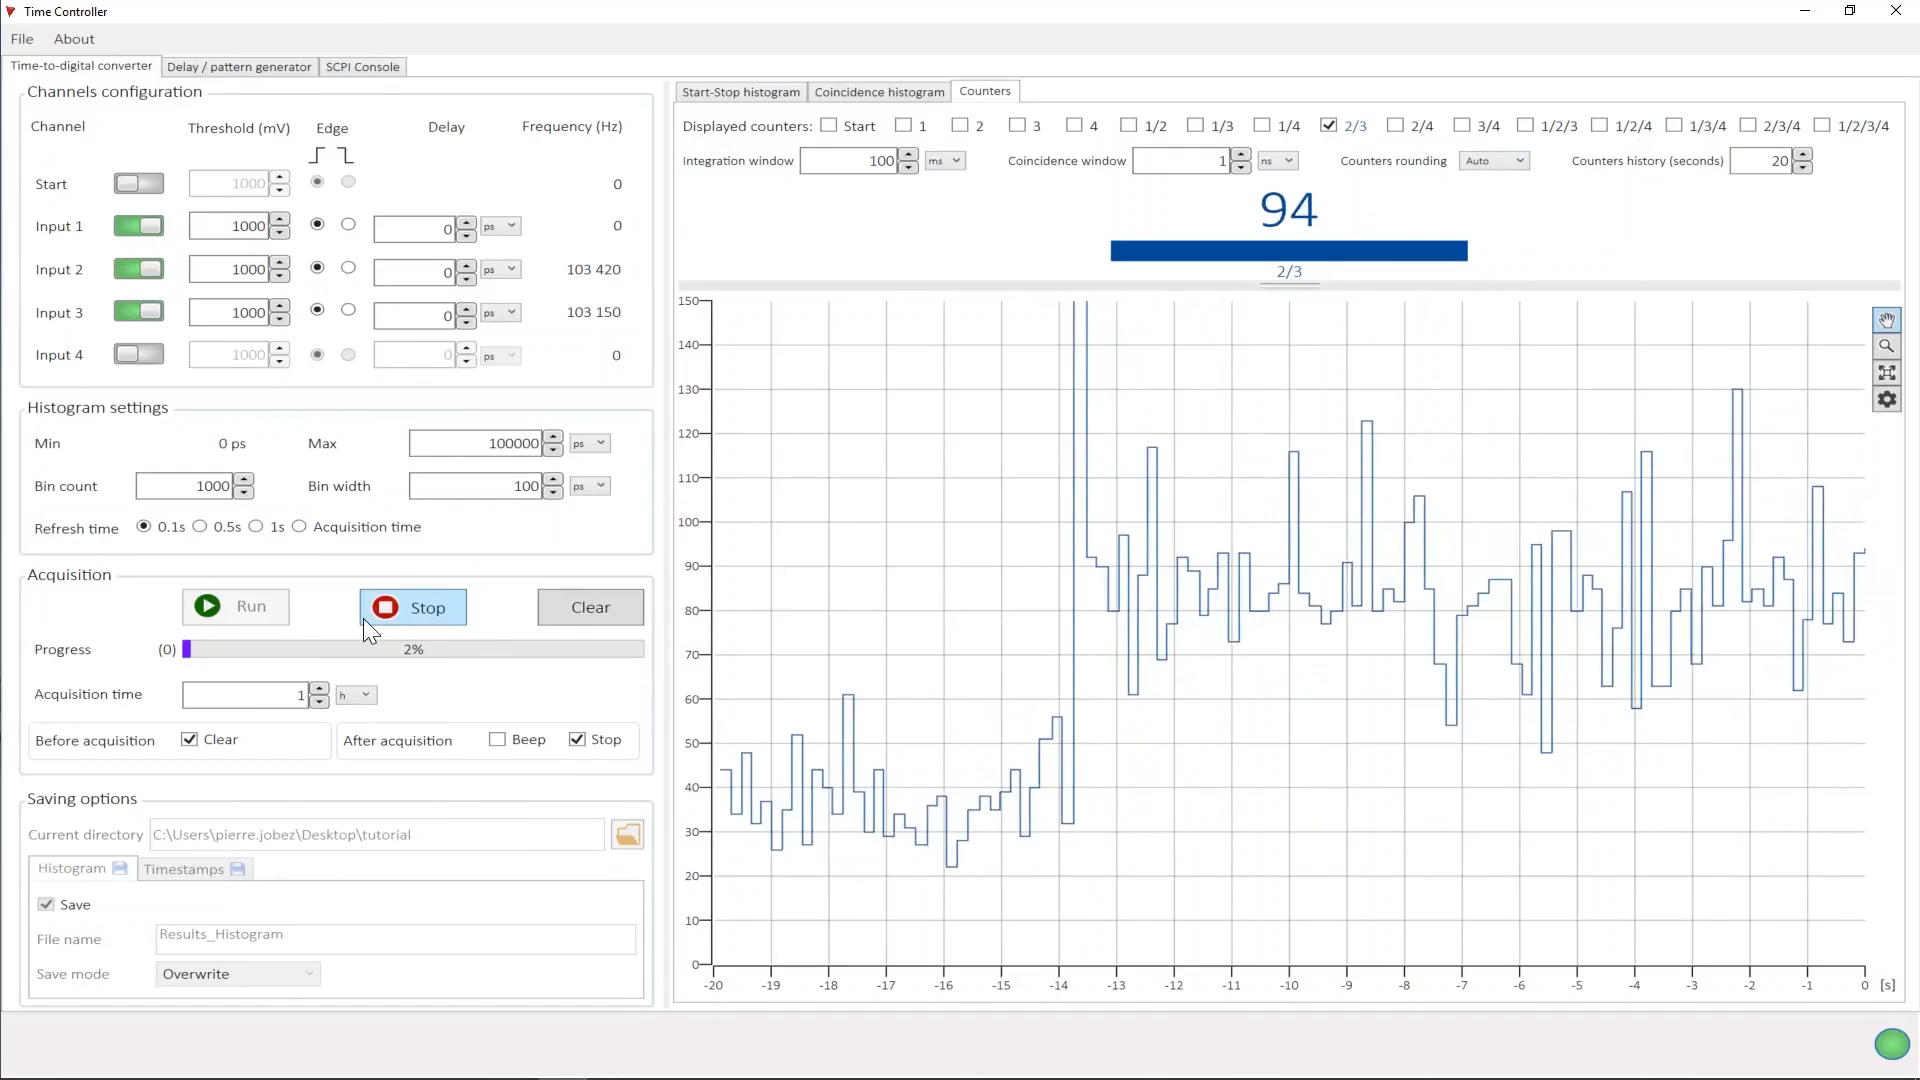 Time Controller
File About
Time-to-digital converter Delay / pattern generator SCPI Console
Channels configuration
Channel Threshold (mV) Edge Delay Frequency (Hz)
Start 1000 0
Input 1 1000 0 ps 0
Input 2 1000 0 ps 103 420
Input 3 1000 0 ps 103 150
Input 4 1000 0 ps 0
Histogram settings
Min 0 ps Max 100000 ps
Bin count 1000 Bin width 100 ps
Refresh time 0.1s 0.5s 1s Acquisition time
Acquisition
Run Stop Clear
Progress (0) 2%
Acquisition time 1 h
Before acquisition Clear After acquisition Beep Stop
Saving options
Current directory C:\Users\pierre.jobez\Desktop\tutorial
Histogram Timestamps
Save
File name Results_Histogram
Save mode Overwrite
Start-Stop histogram Coincidence histogram Counters
Displayed counters: Start 1 2 3 4 1/2 1/3 1/4 2/3 2/4 3/4 1/2/3 1/2/4 1/3/4 2/3/4 1/2/3/4
Integration window 100 ms Coincidence window 1 ns Counters rounding Auto Counters history (seconds) 20
94
2/3
150
140
130
120
110
100
90
80
70
60
50
40
30
20
10
0
-20 -19 -18 -17 -16 -15 -14 -13 -12 -11 -10 -9 -8 -7 -6 -5 -4 -3 -2 -1 0 [s]